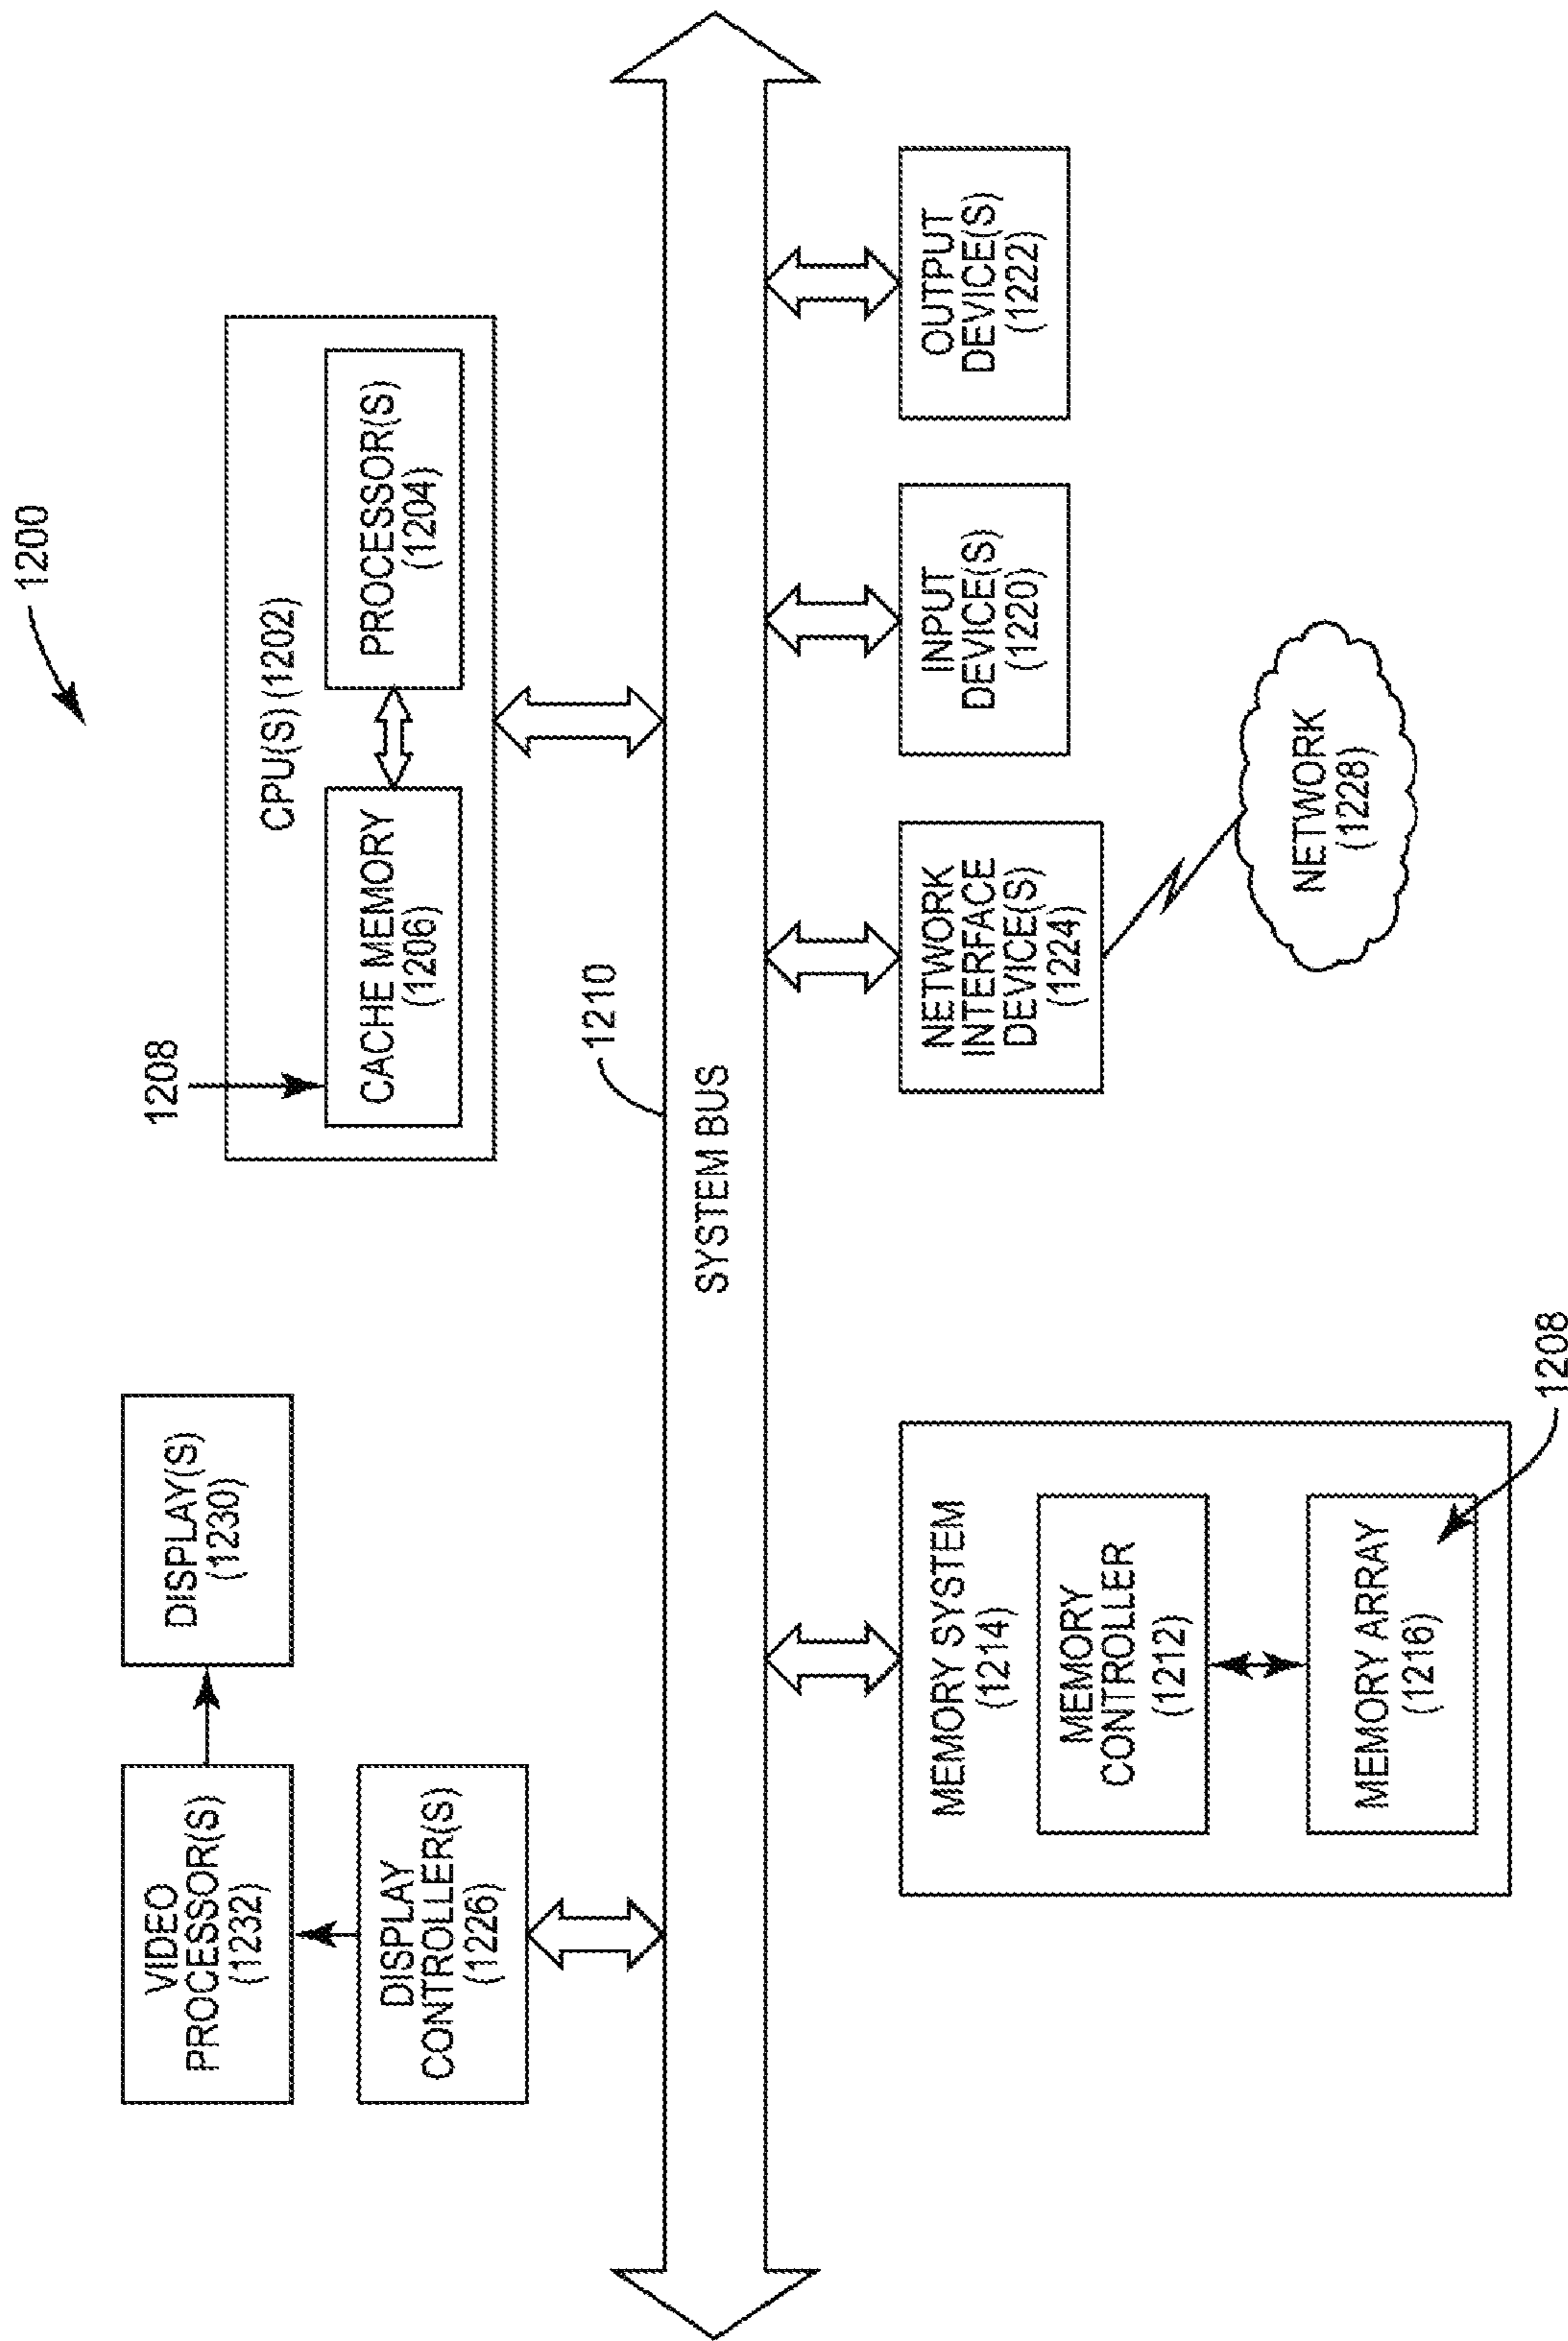 1200
VIDEO
PROCESSOR(S)
(1232)
DISPLAY(S)
(1230)
DISPLAY
CONTROLLER(S)
(1226)
1208
CPU(S) (1202)
CACHE MEMORY
(1206)
PROCESSOR(S)
(1204)
1210
SYSTEM BUS
MEMORY SYSTEM
(1214)
MEMORY
CONTROLLER
(1212)
MEMORY ARRAY
(1216)
1208
NETWORK
INTERFACE
DEVICE(S)
(1224)
INPUT
DEVICE(S)
(1220)
OUTPUT
DEVICE(S)
(1222)
NETWORK
(1228)